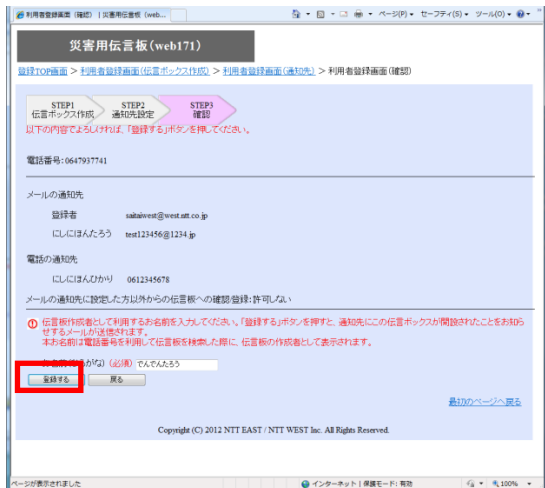 利用者登録画面（確認）｜災害用伝言板（web...
ページ(P) セーフティ(S) ツール(O)
災害用伝言板(web171)
登録TOP画面 > 利用者登録画面(伝言ボックス作成) > 利用者登録画面(通知先) > 利用者登録画面(確認)
STEP1 STEP2 STEP3
伝言ボックス作成 通知先設定 確認
以下の内容でよろしければ、「登録する」ボタンを押してください。
電話番号:0647937741
メールの通知先
登録者 saitaiwest@west.ntt.co.jp
にしにほんたろう test123456@1234.jp
電話の通知先
にしにほんひかり 0612345678
メールの通知先に設定した方以外からの伝言板への確認/登録:許可しない
伝言板作成者として利用するお名前を入力してください。「登録する」ボタンを押すと、通知先にこの伝言ボックスが開設されたことをお知ら
せするメールが送信されます。
本お名前は電話番号を利用して伝言板を検索した際に、伝言板の作成者として表示されます。
がな) (必須) でんでんたろう
登録する 戻る
最初のページへ戻る
Copyright (C) 2012 NTT EAST / NTT WEST Inc. All Rights Reserved.
ページが表示されました インターネット | 保護モード: 有効 100%